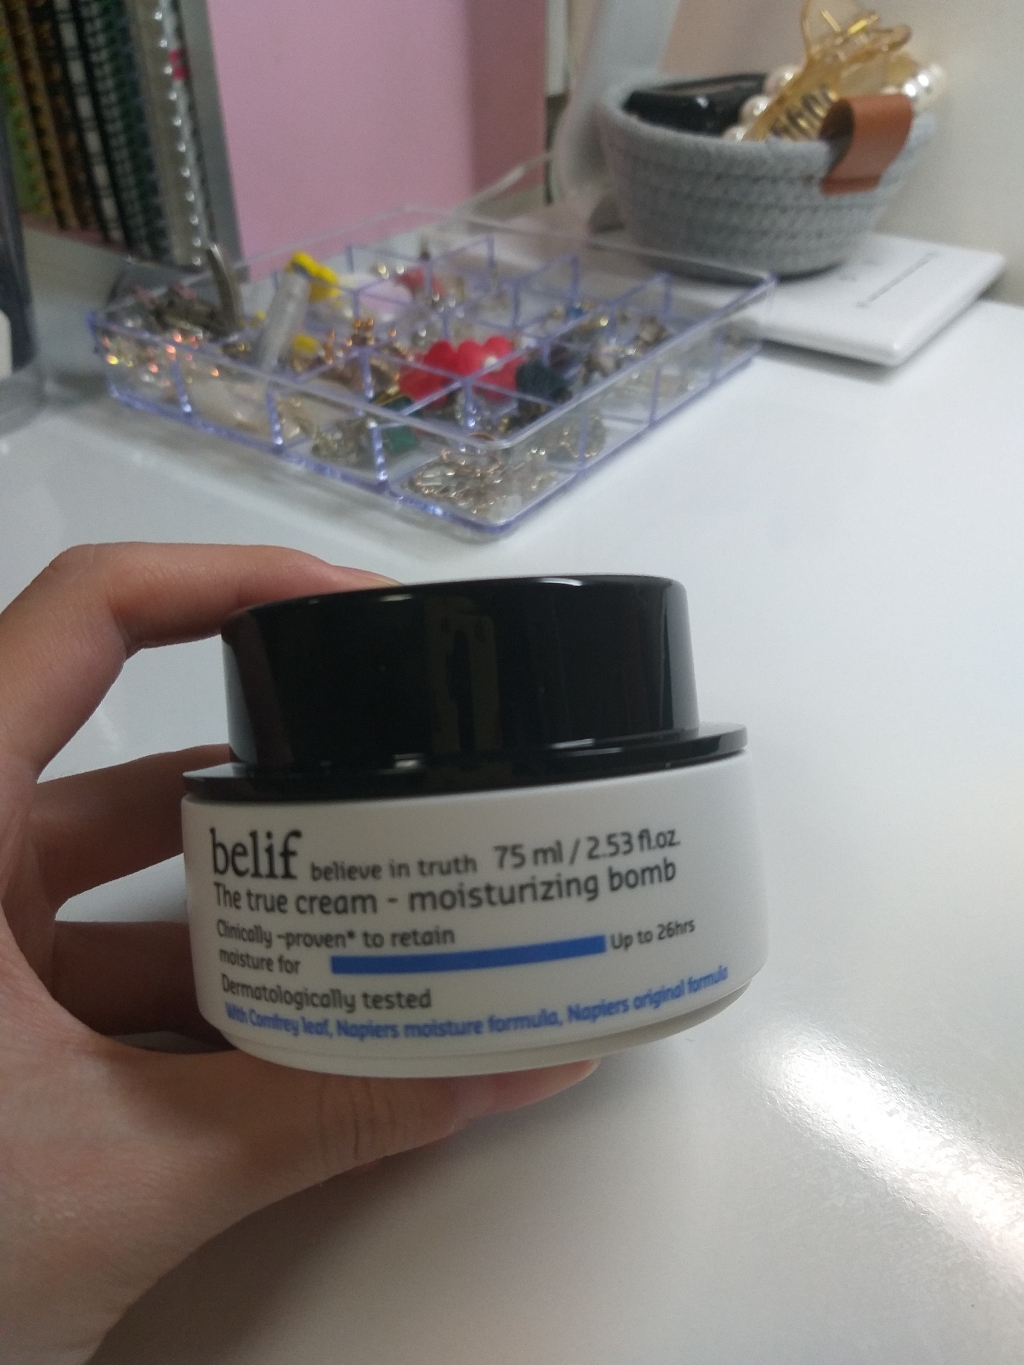 belif believe in truth 75 ml / 2.53 fl.oz.
The true cream - moisturizing bomb
Clinically -proven* to retain
moisture for Up to 26hrs
Dermatologically tested
With Comfrey leaf, Napiers moisture formula, Napiers original formula